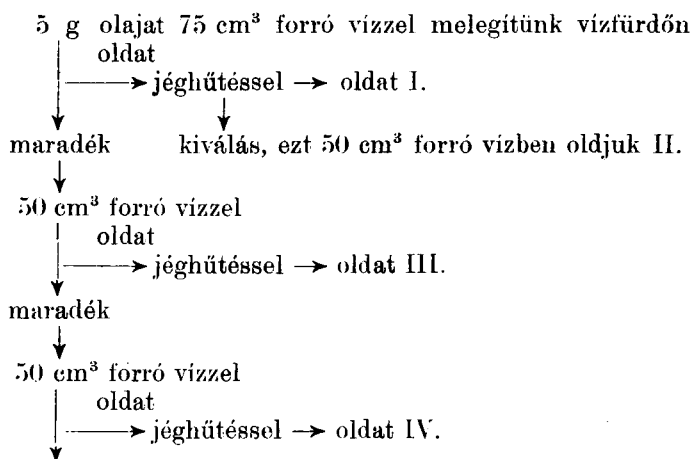 5 g olajat 75 cm³ forró vízzel melegítünk vízfürdőn
oldat
jéghűtéssel → oldat I.
maradék kiválás, ezt 50 cm³ forró vízben oldjuk II.
50 cm³ forró vízzel
oldat
jéghűtéssel → oldat III.
maradék
50 cm³ forró vízzel
oldat
jéghűtéssel → oldat IV.